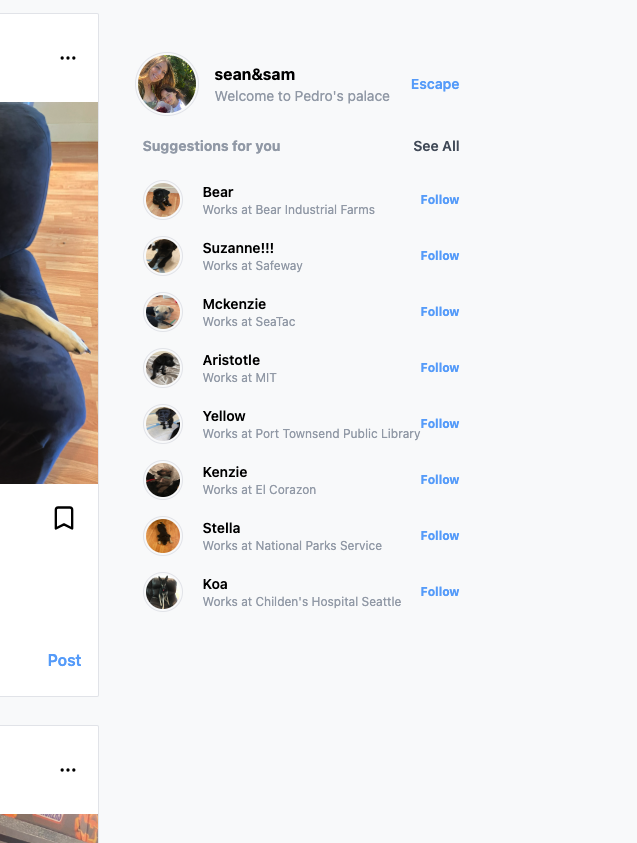 sean&sam
Welcome to Pedro's palace
Escape
Suggestions for you
See All
Bear
Works at Bear Industrial Farms
Follow
Suzanne!!!
Works at Safeway
Follow
Mckenzie
Works at SeaTac
Follow
Aristotle
Works at MIT
Follow
Yellow
Works at Port Townsend Public Library
Follow
Kenzie
Works at El Corazon
Follow
Stella
Works at National Parks Service
Follow
Koa
Works at Childen's Hospital Seattle
Follow
Post